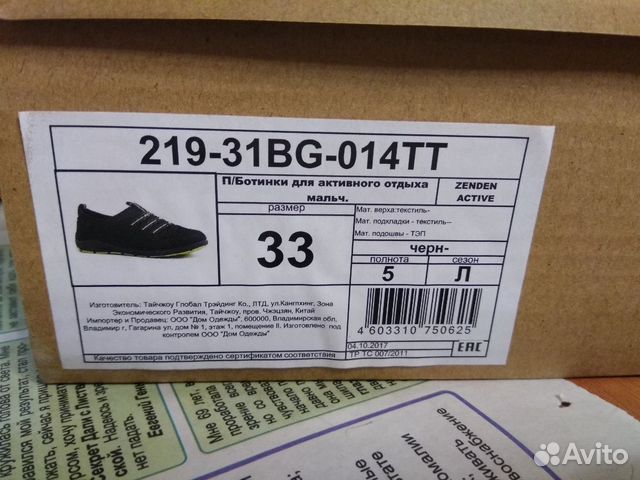 219-31BG-014TT
П/Ботинки для активного отдыха
мальч.
ZENDEN
ACTIVE
размер
33
Мат. верха:текстиль-
Мат. подкладки - текстиль--
Мат. подошвы - ТЭП
черн-
полнота
сезон
5
Л
Изготовитель: Тайчжоу Глобал Трэйдинг Ко., ЛТД, ул.Кангпхинг, Зона
Экономического Развития, Тайчжоу, пров. Чжэцзян, Китай
Импортер и Продавец: ООО "Дом Одежды", 600000, Владимирская обл.
Владимир г, Гагарина ул, дом № 1, этаж 1, помещение II. Изготовлено под
контролем ООО "Дом Одежды"
Качество товара подтверждено сертификатом соответствия
4603310 750625
04.10.2017
ТР ТС 007/2011
EAC
Avito